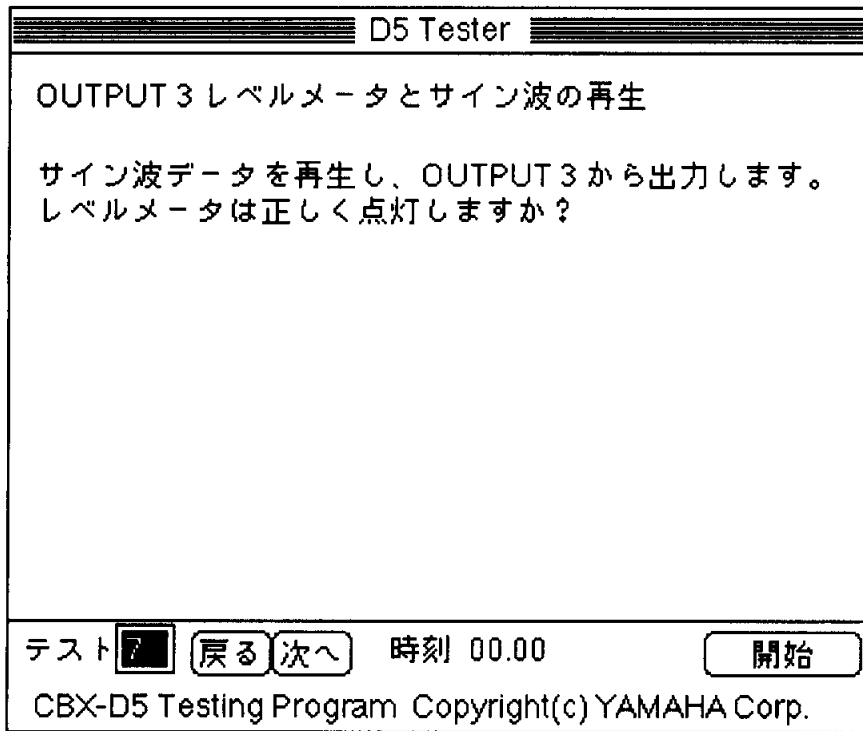 D5 Tester
OUTPUT 3 レベルメータとサイン波の再生
サイン波データを再生し、OUTPUT 3 から出力します。
レベルメータは正しく点灯しますか？
テスト 7 戻る 次へ 時刻 00.00 開始
CBX-D5 Testing Program Copyright(c) YAMAHA Corp.